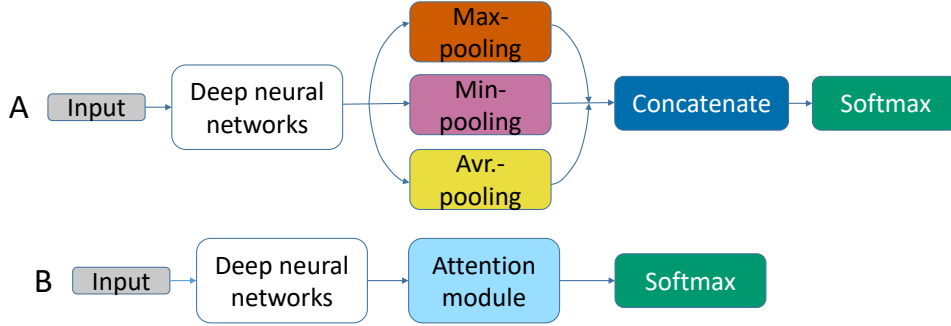 A
Input
Deep neural
networks
Max-
pooling
Min-
pooling
Avr.-
pooling
Concatenate
Softmax
B
Input
Deep neural
networks
Attention
module
Softmax